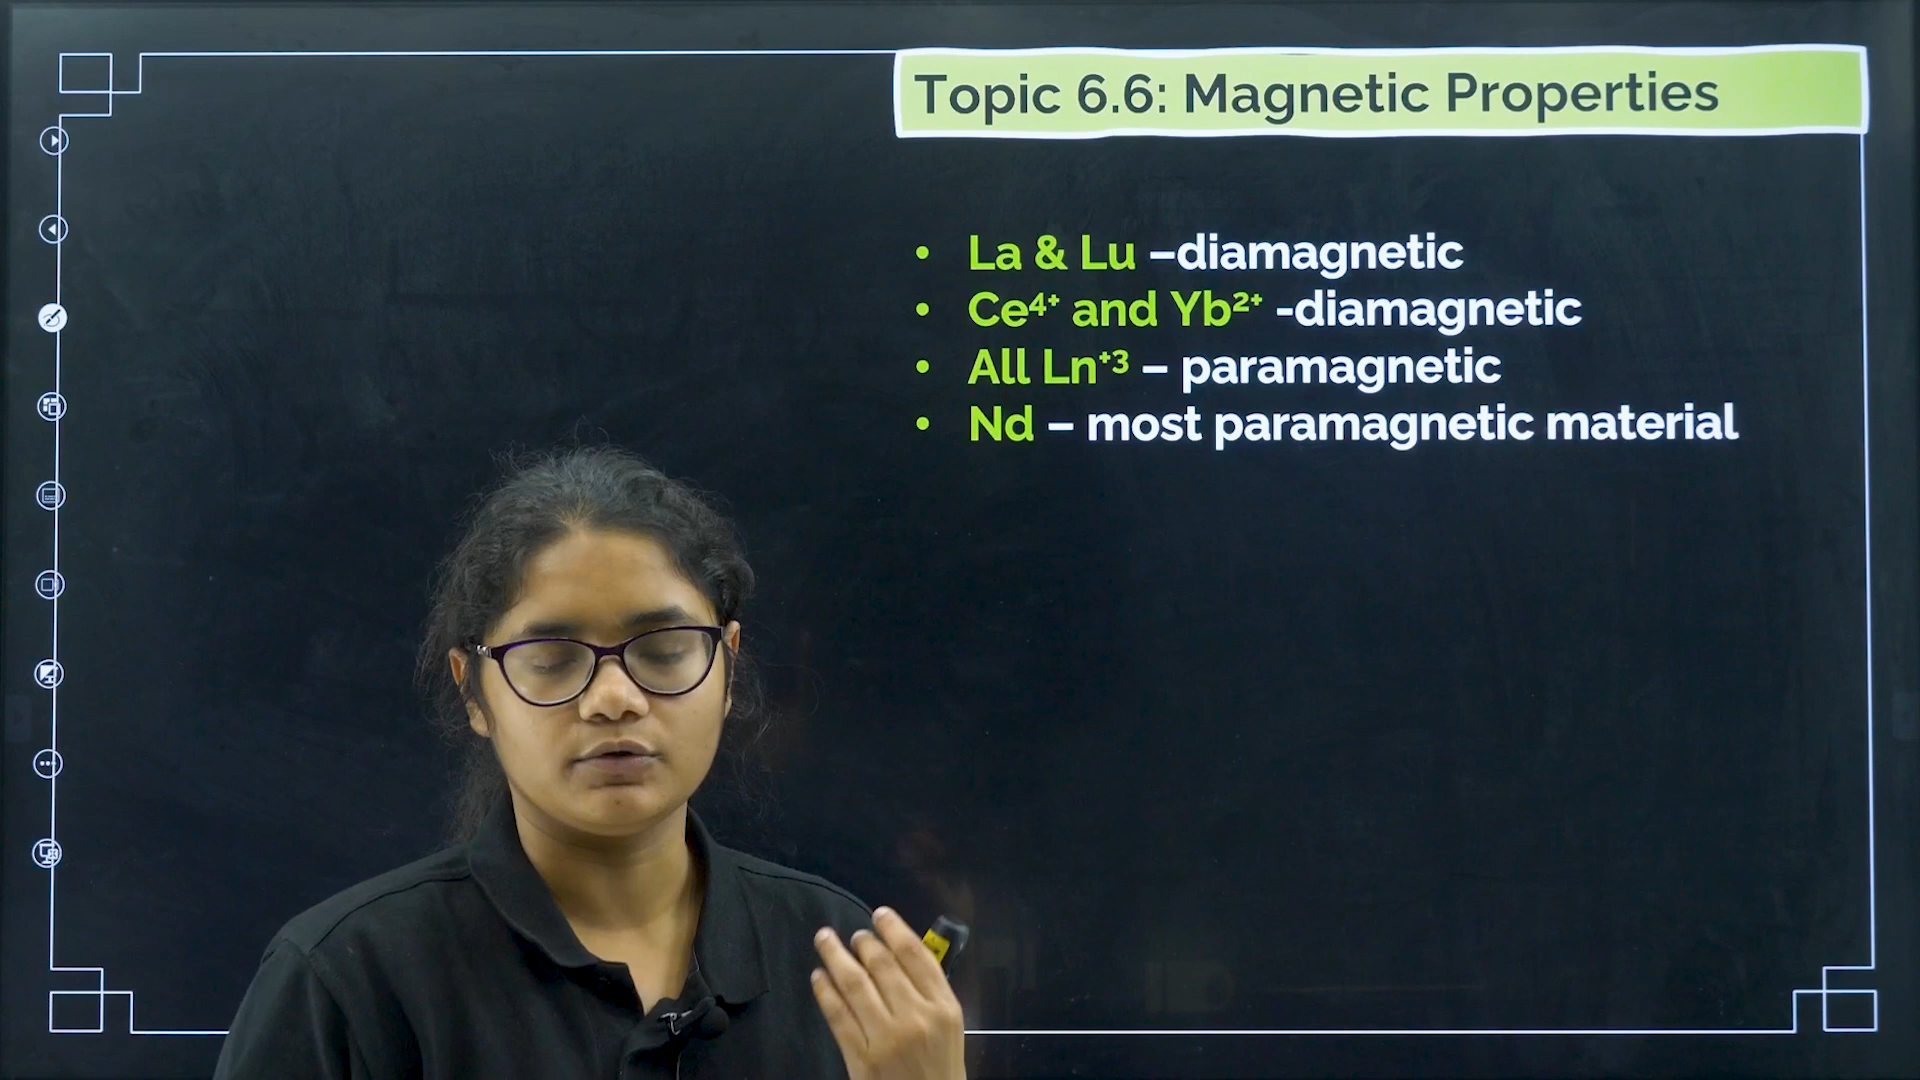 Topic 6.6: Magnetic Properties
• La & Lu –diamagnetic
• Ce⁴⁺ and Yb²⁺ -diamagnetic
• All Ln⁺³ – paramagnetic
• Nd – most paramagnetic material